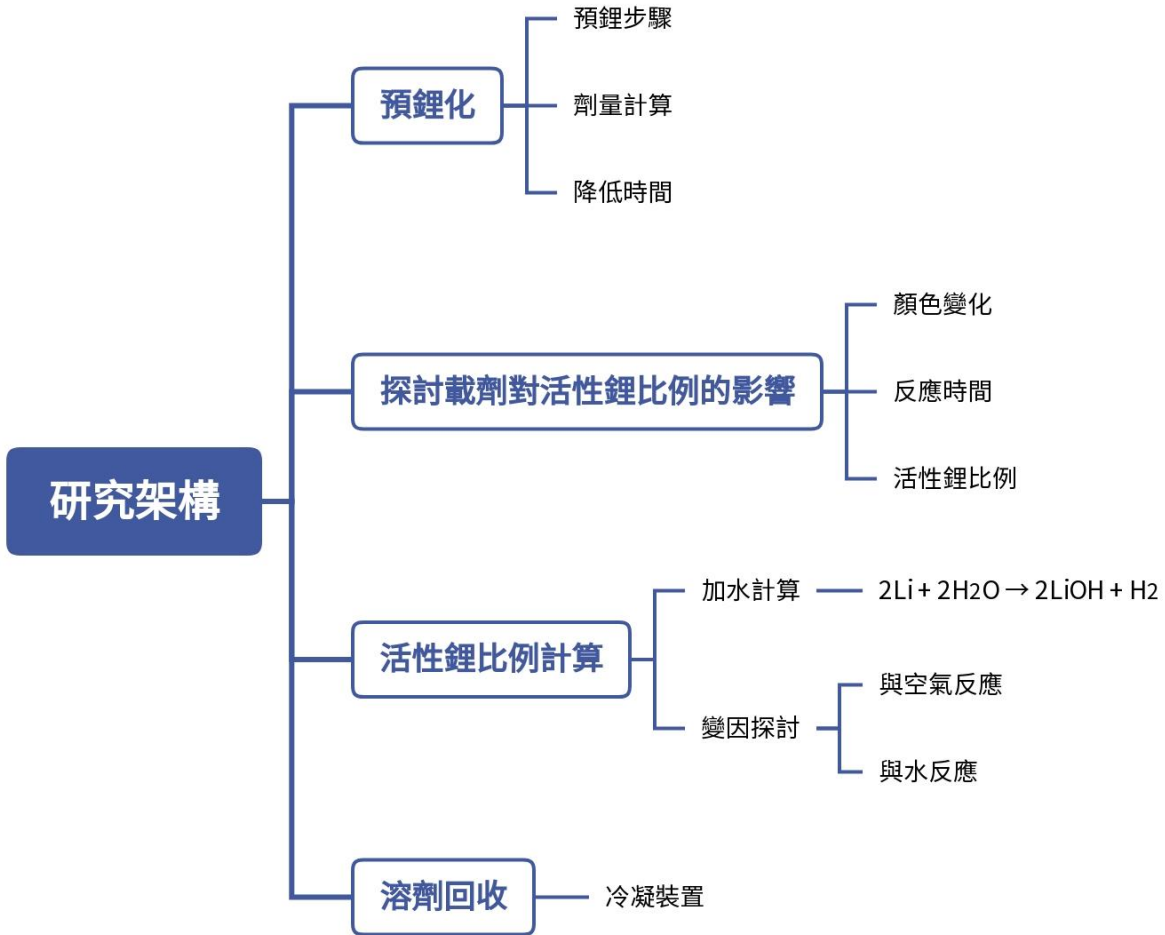 研究架構
預鋰化
預鋰步驟
劑量計算
降低時間
探討載劑對活性鋰比例的影響
顏色變化
反應時間
活性鋰比例
活性鋰比例計算
加水計算
2Li + 2H2O → 2LiOH + H2
變因探討
與空氣反應
與水反應
溶劑回收
冷凝裝置